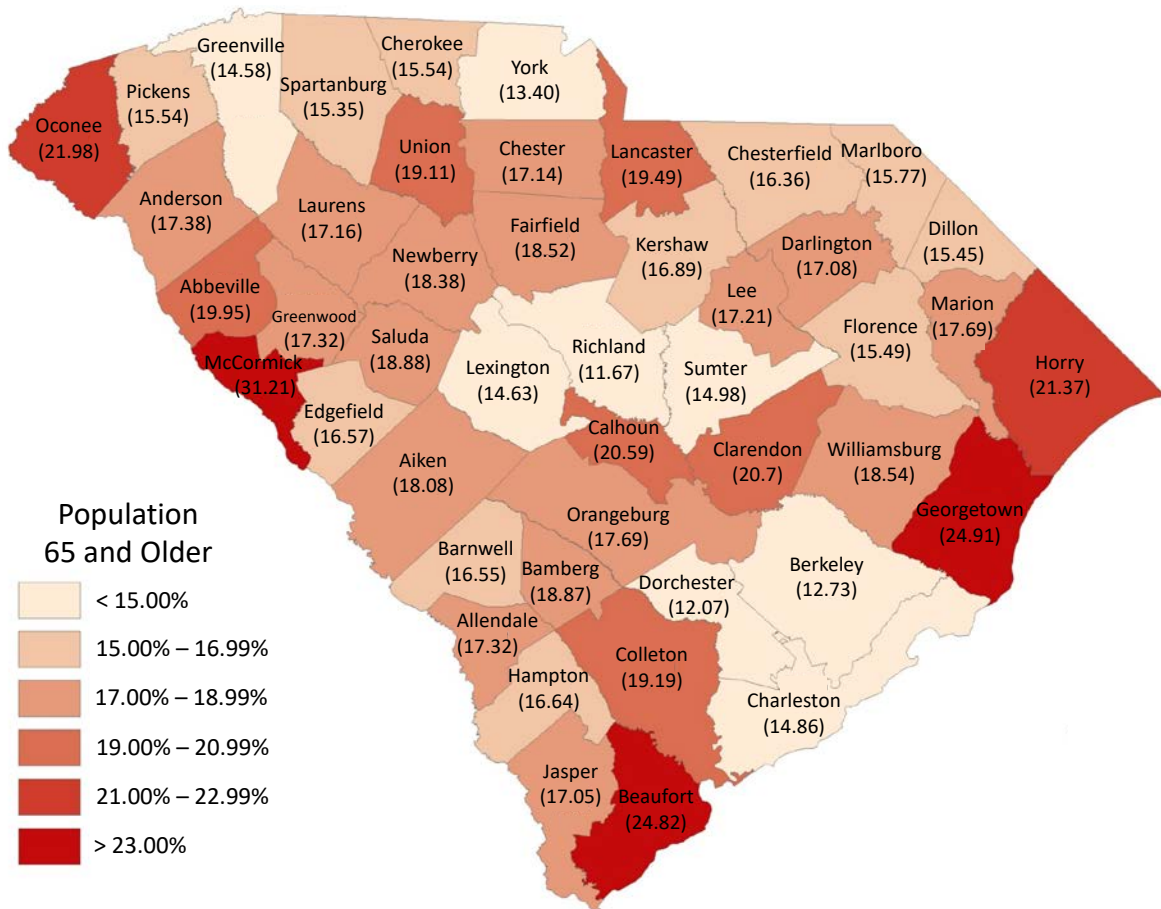 Greenville
(14.58)
Cherokee
(15.54)
York
(13.40)
Pickens
(15.54)
Spartanburg
(15.35)
Oconee
(21.98)
Union
(19.11)
Chester
(17.14)
Lancaster
(19.49)
Chesterfield
(16.36)
Marlboro
(15.77)
Anderson
(17.38)
Laurens
(17.16)
Fairfield
(18.52)
Kershaw
(16.89)
Darlington
(17.08)
Dillon
(15.45)
Newberry
(18.38)
Abbeville
(19.95)
Greenwood
(17.32)
Saluda
(18.88)
Lee
(17.21)
Florence
(15.49)
Marion
(17.69)
McCormick
(31.21)
Lexington
(14.63)
Richland
(11.67)
Sumter
(14.98)
Horry
(21.37)
Edgefield
(16.57)
Calhoun
(20.59)
Clarendon
(20.7)
Williamsburg
(18.54)
Aiken
(18.08)
Georgetown
(24.91)
Orangeburg
(17.69)
Barnwell
(16.55)
Bamberg
(18.87)
Dorchester
(12.07)
Berkeley
(12.73)
Allendale
(17.32)
Hampton
(16.64)
Colleton
(19.19)
Charleston
(14.86)
Jasper
(17.05)
Beaufort
(24.82)
Population
65 and Older
< 15.00%
15.00% – 16.99%
17.00% – 18.99%
19.00% – 20.99%
21.00% – 22.99%
> 23.00%